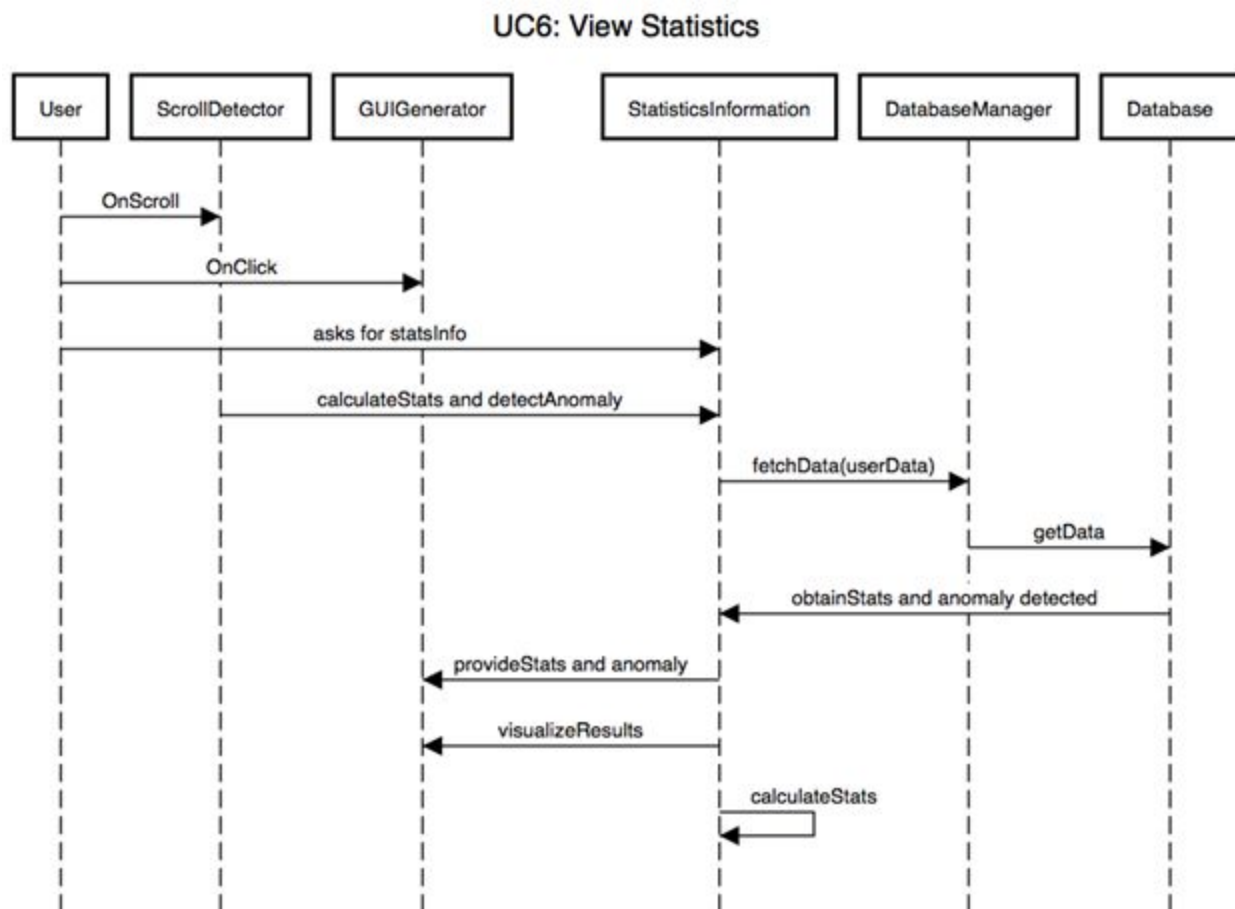 UC6: View Statistics
User
ScrollDetector
GUIGenerator
StatisticsInformation
DatabaseManager
Database
OnScroll
OnClick
asks for statsInfo
calculateStats and detectAnomaly
fetchData(userData)
getData
obtainStats and anomaly detected
provideStats and anomaly
visualizeResults
calculateStats